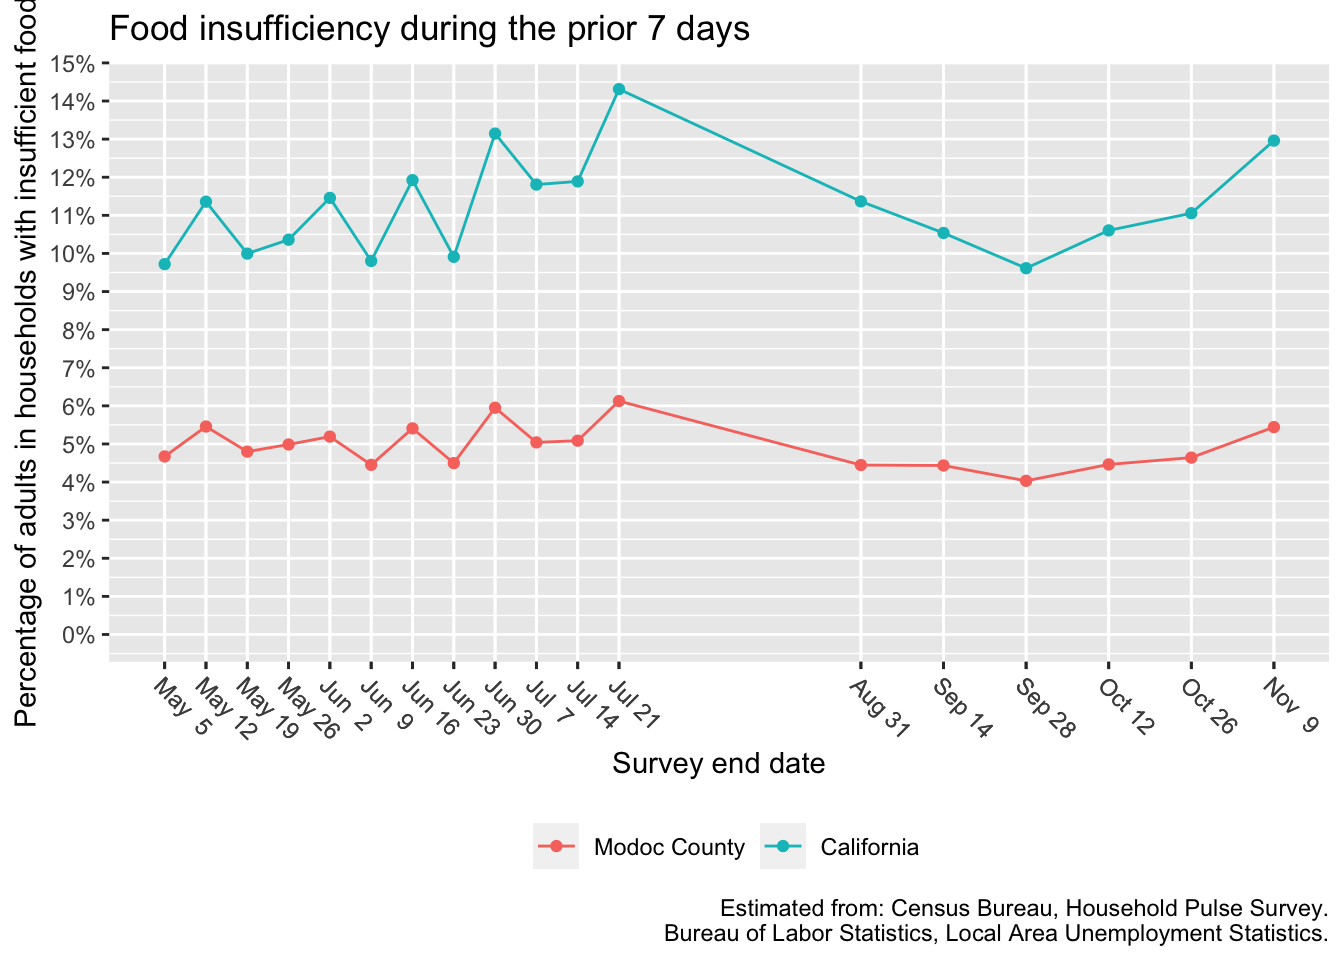 Food insufficiency during the prior 7 days
Percentage of adults in households with insufficient food
15%
14%
13%
12%
11%
10%
9%
8%
7%
6%
5%
4%
3%
2%
1%
0%
May 5
May 12
May 19
May 26
Jun 2
Jun 9
Jun 16
Jun 23
Jun 30
Jul 7
Jul 14
Jul 21
Aug 31
Sep 14
Sep 28
Oct 12
Oct 26
Nov 9
Survey end date
Modoc County
California
Estimated from: Census Bureau, Household Pulse Survey.
Bureau of Labor Statistics, Local Area Unemployment Statistics.